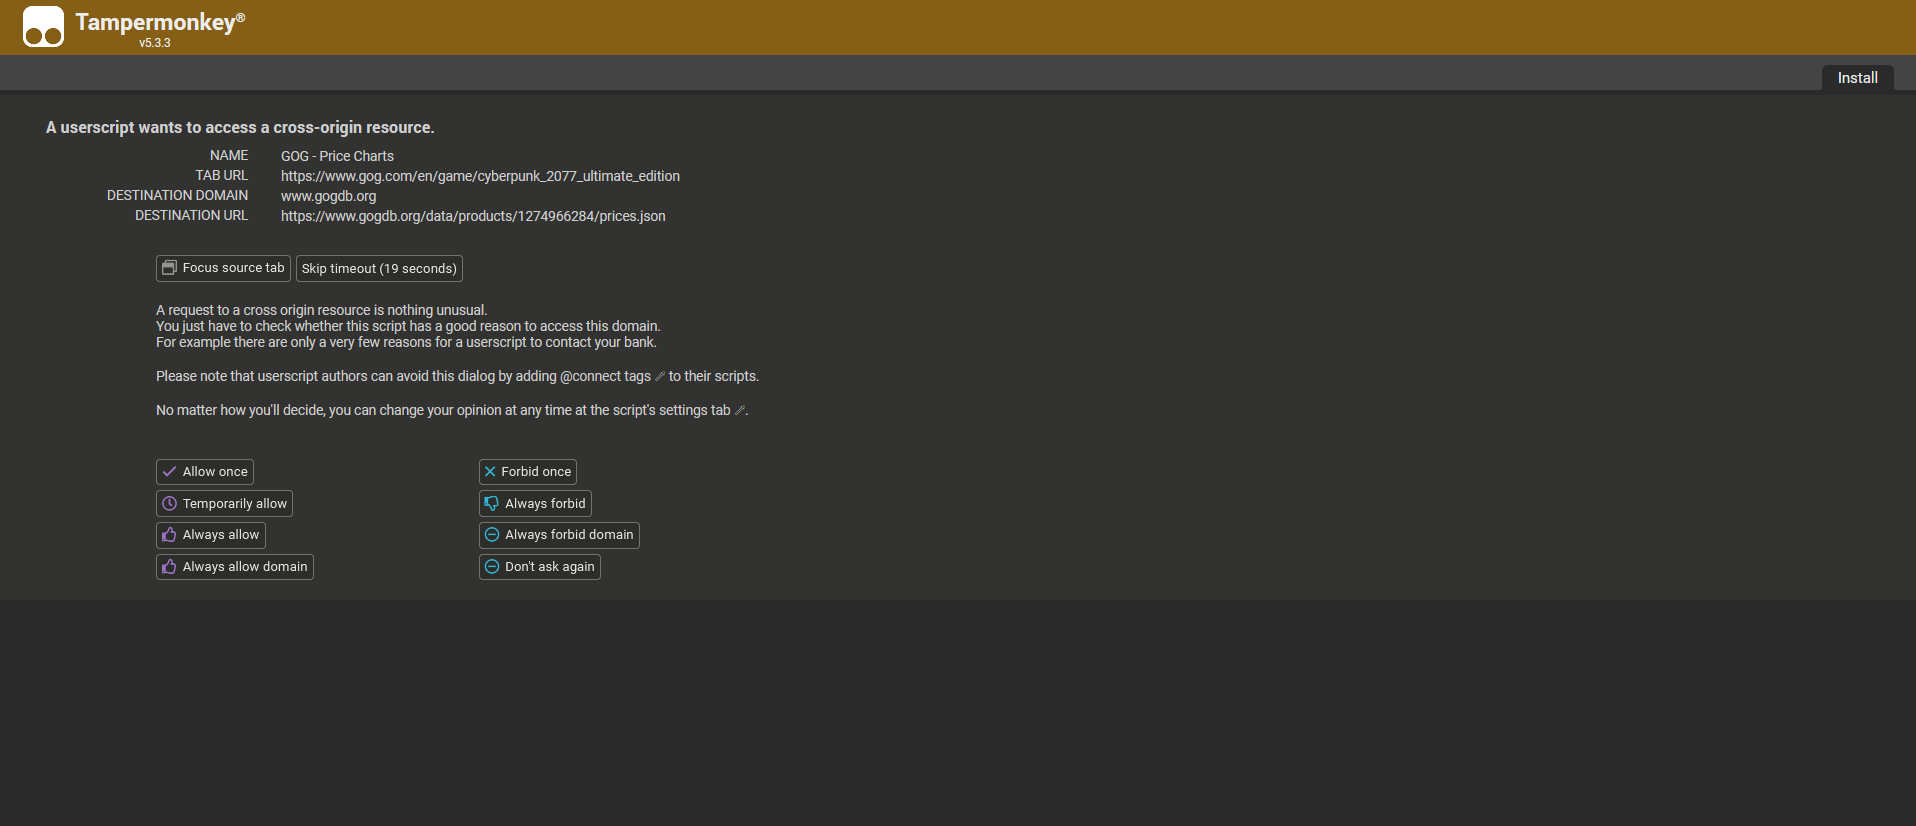 Tampermonkey®
v5.3.3
Install
A userscript wants to access a cross-origin resource.
NAME GOG - Price Charts
TAB URL https://www.gog.com/en/game/cyberpunk_2077_ultimate_edition
DESTINATION DOMAIN www.gogdb.org
DESTINATION URL https://www.gogdb.org/data/products/1274966284/prices.json
Focus source tab Skip timeout (19 seconds)
A request to a cross origin resource is nothing unusual.
You just have to check whether this script has a good reason to access this domain.
For example there are only a very few reasons for a userscript to contact your bank.
Please note that userscript authors can avoid this dialog by adding @connect tags to their scripts.
No matter how you'll decide, you can change your opinion at any time at the script's settings tab .
Allow once Forbid once
Temporarily allow Always forbid
Always allow Always forbid domain
Always allow domain Don't ask again